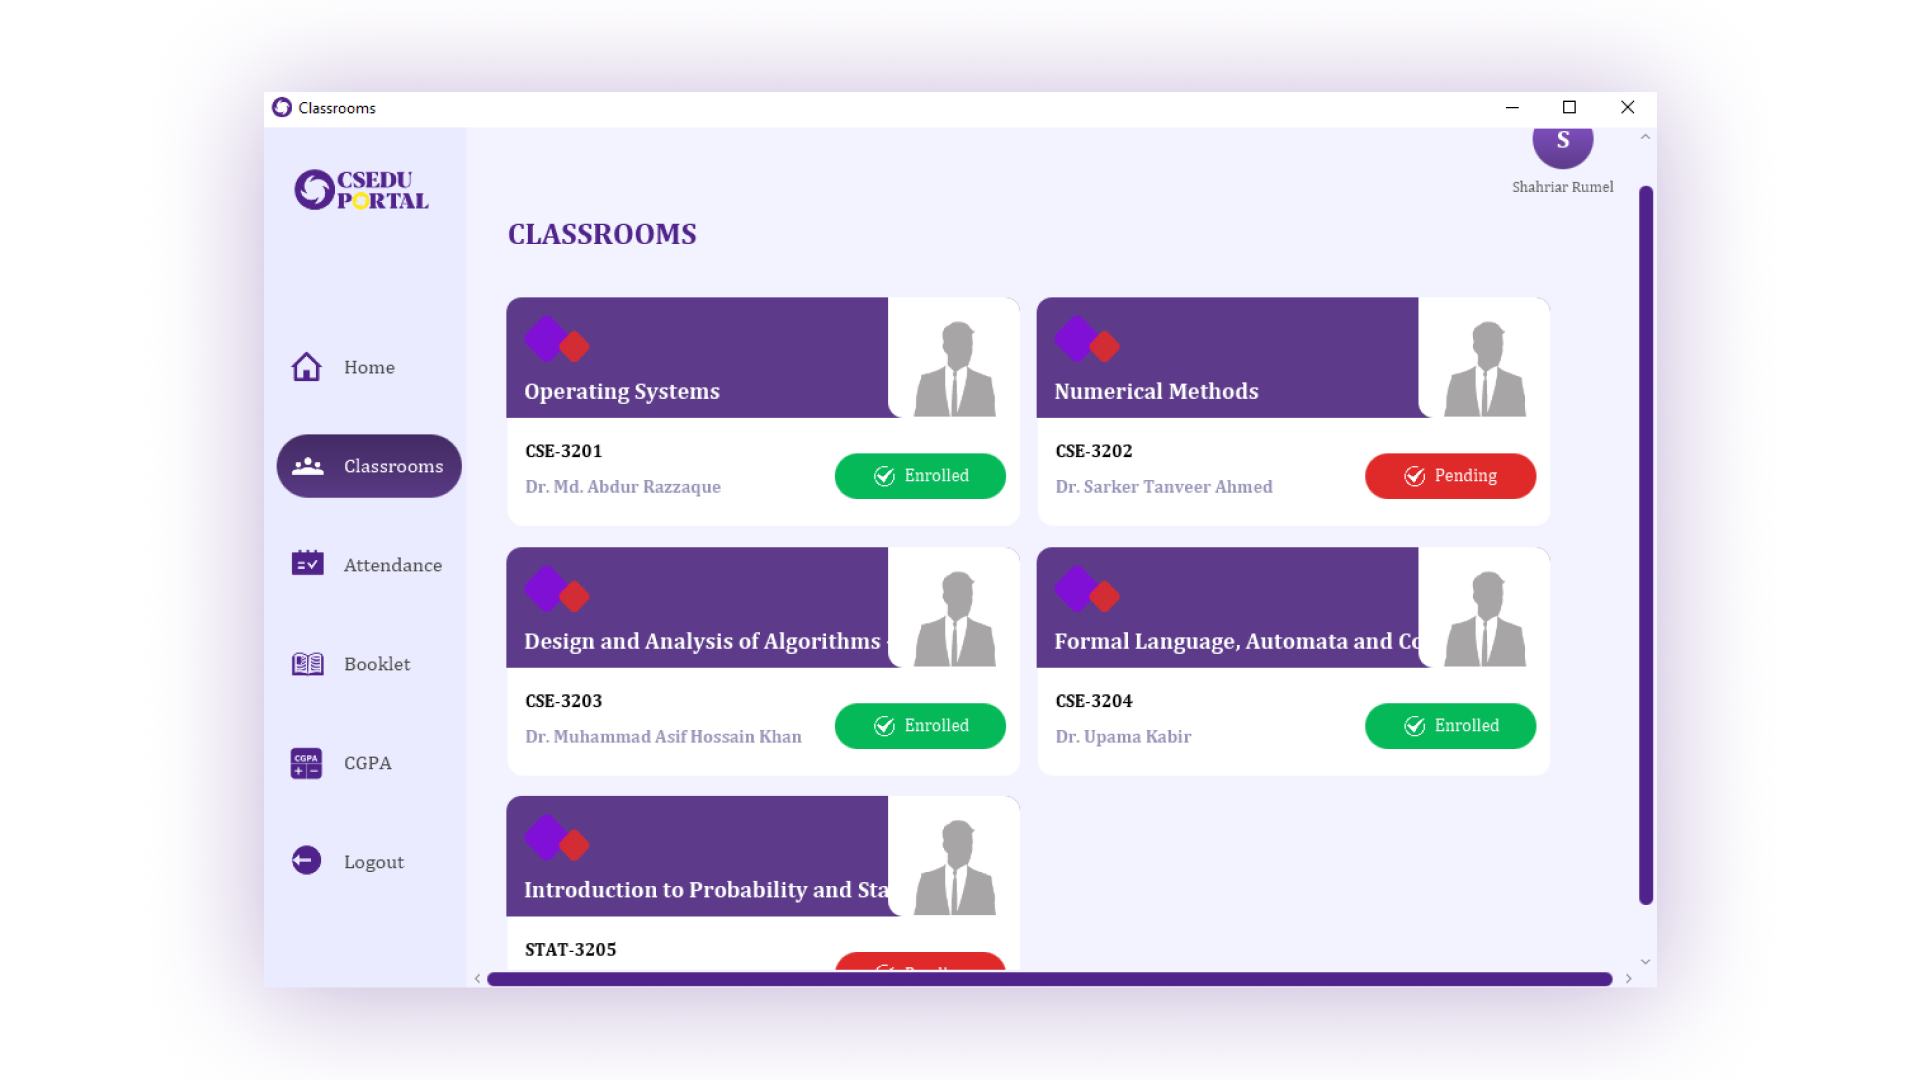 Classrooms
CSEDU
PORTAL
S
Shahriar Rumel
CLASSROOMS
Home
Classrooms
Attendance
Booklet
CGPA
CGPA
Logout
Operating Systems
CSE-3201
Dr. Md. Abdur Razzaque
Enrolled
Numerical Methods
CSE-3202
Dr. Sarker Tanveer Ahmed
Pending
Design and Analysis of Algorithms -
CSE-3203
Dr. Muhammad Asif Hossain Khan
Enrolled
Formal Language, Automata and Co
CSE-3204
Dr. Upama Kabir
Enrolled
Introduction to Probability and Sta
STAT-3205